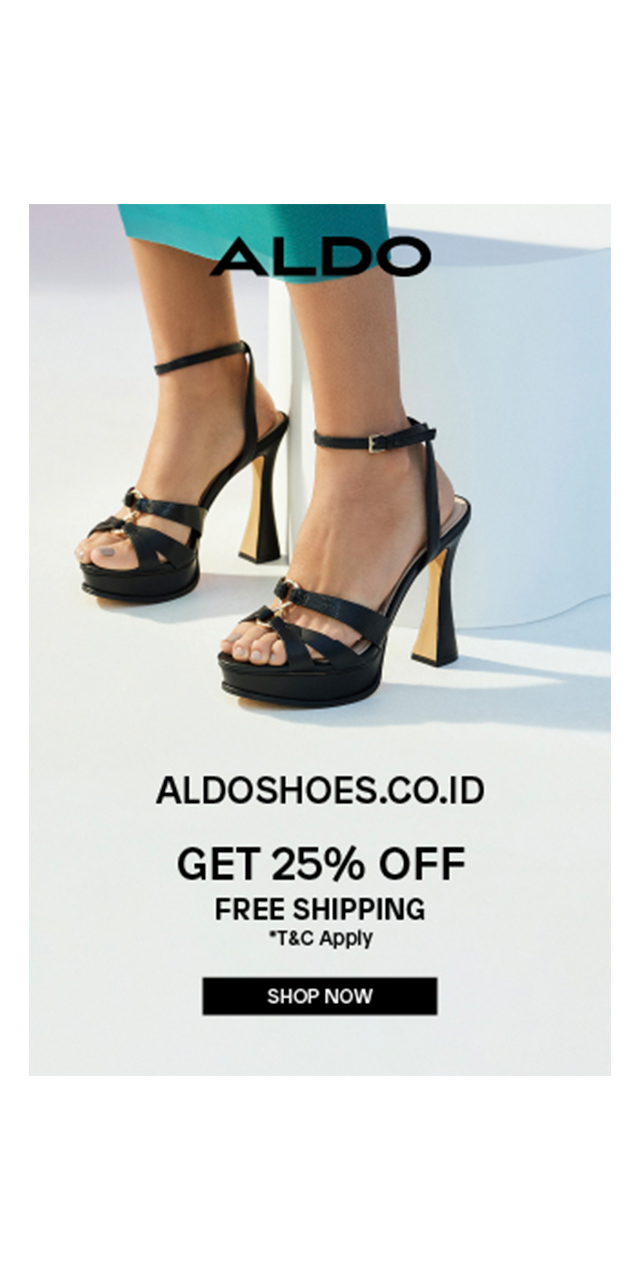 ALDO
ALDOSHOES.CO.ID
GET 25% OFF
FREE SHIPPING
*T&C Apply
SHOP NOW